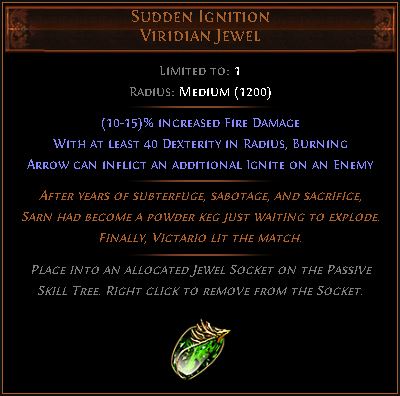 Sudden Ignition
Viridian Jewel
Limited to: 1
Radius: Medium (1200)
(10-15)% increased Fire Damage
With at least 40 Dexterity in Radius, Burning
Arrow can inflict an additional Ignite on an Enemy
After years of subterfuge, sabotage, and sacrifice,
Sarn had become a powder keg just waiting to explode.
Finally, Victario lit the match.
Place into an allocated Jewel Socket on the Passive
Skill Tree. Right click to remove from the Socket.